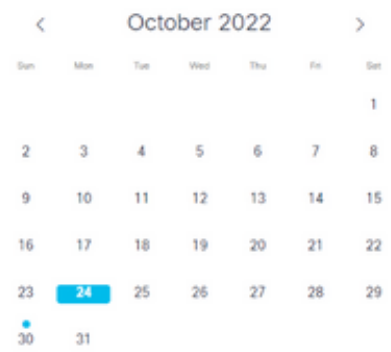 < October 2022 >
Sun Mon Tue Wed Thu Fri Sat
1
2 3 4 5 6 7 8
9 10 11 12 13 14 15
16 17 18 19 20 21 22
23 24 25 26 27 28 29
30 31